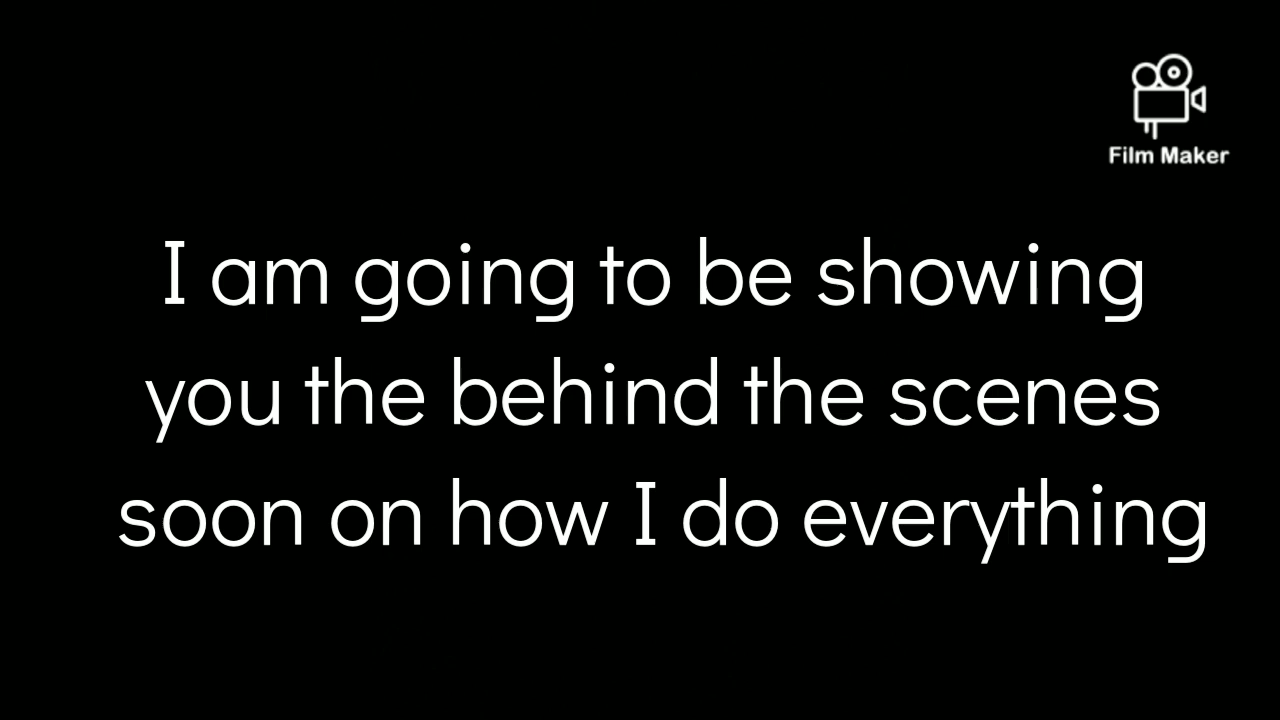 Film Maker
I am going to be showing
you the behind the scenes
soon on how I do everything